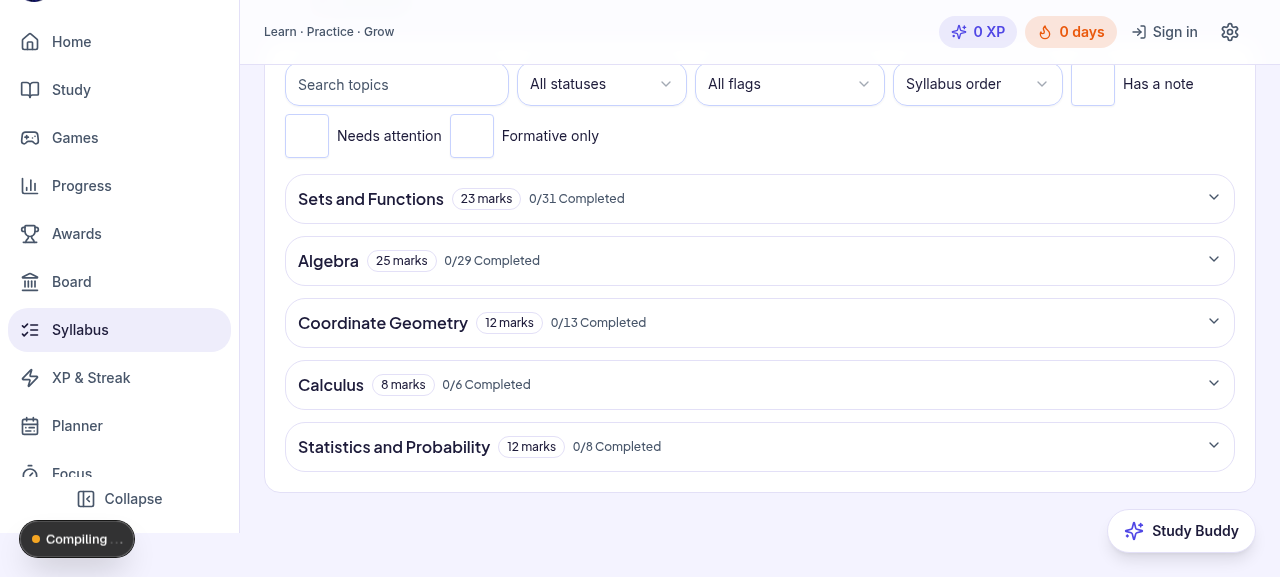 Learn · Practice · Grow
0 XP
0 days
Sign in
Home
Study
Games
Progress
Awards
Board
Syllabus
XP & Streak
Planner
Focus
Collapse
Compiling ...
Search topics
All statuses
All flags
Syllabus order
Has a note
Needs attention
Formative only
Sets and Functions 23 marks 0/31 Completed
Algebra 25 marks 0/29 Completed
Coordinate Geometry 12 marks 0/13 Completed
Calculus 8 marks 0/6 Completed
Statistics and Probability 12 marks 0/8 Completed
Study Buddy